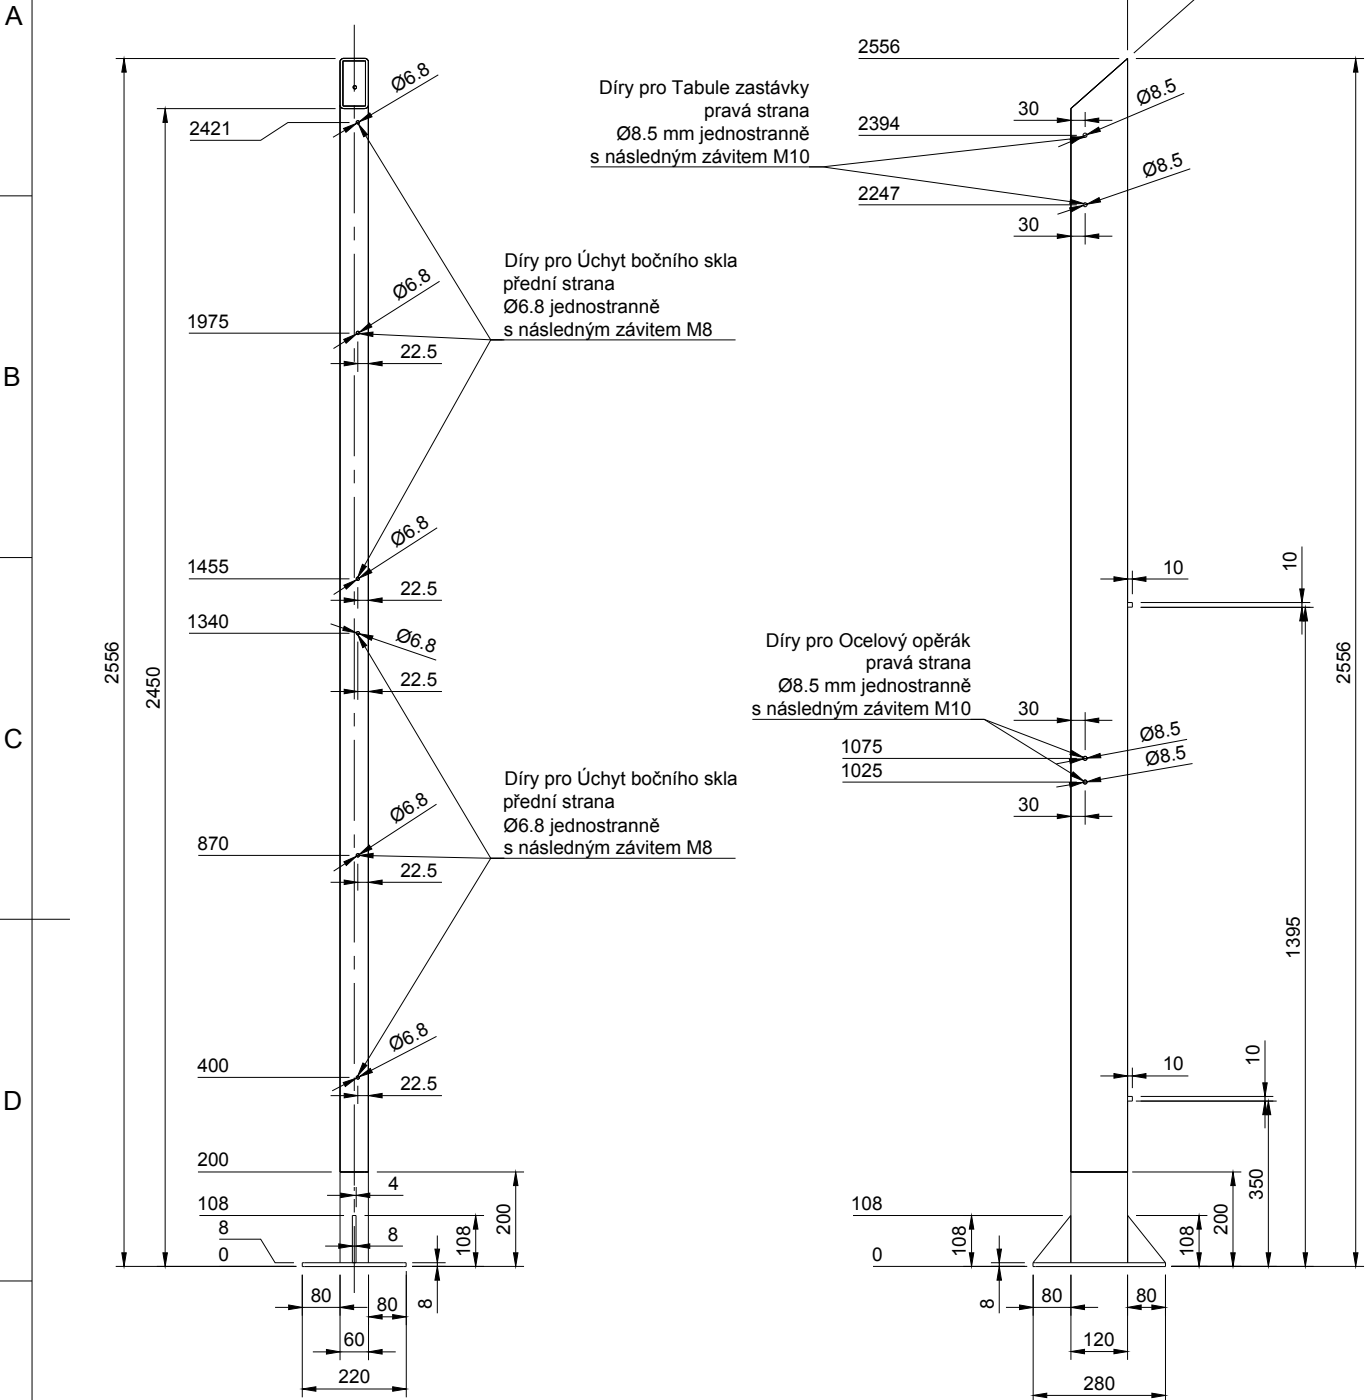 A
B
C
D
2556
2450
2421
Ø6.8
1975
Ø6.8
22.5
Díry pro Úchyt bočního skla
přední strana
Ø6.8 jednostranně
s následným závitem M8
1455
Ø6.8
22.5
1340
Ø6.8
22.5
Díry pro Úchyt bočního skla
přední strana
Ø6.8 jednostranně
s následným závitem M8
870
Ø6.8
22.5
400
Ø6.8
22.5
200
4
108
8
8
0
108
200
80
80
8
60
220
2556
Díry pro Tabule zastávky
pravá strana
Ø8.5 mm jednostranně
s následným závitem M10
30
Ø8.5
2394
Ø8.5
2247
30
10
10
Díry pro Ocelový opěrák
pravá strana
Ø8.5 mm jednostranně
s následným závitem M10
30
1075
Ø8.5
1025
Ø8.5
30
2556
1395
10
10
350
200
108
108
108
0
8
80
80
120
280